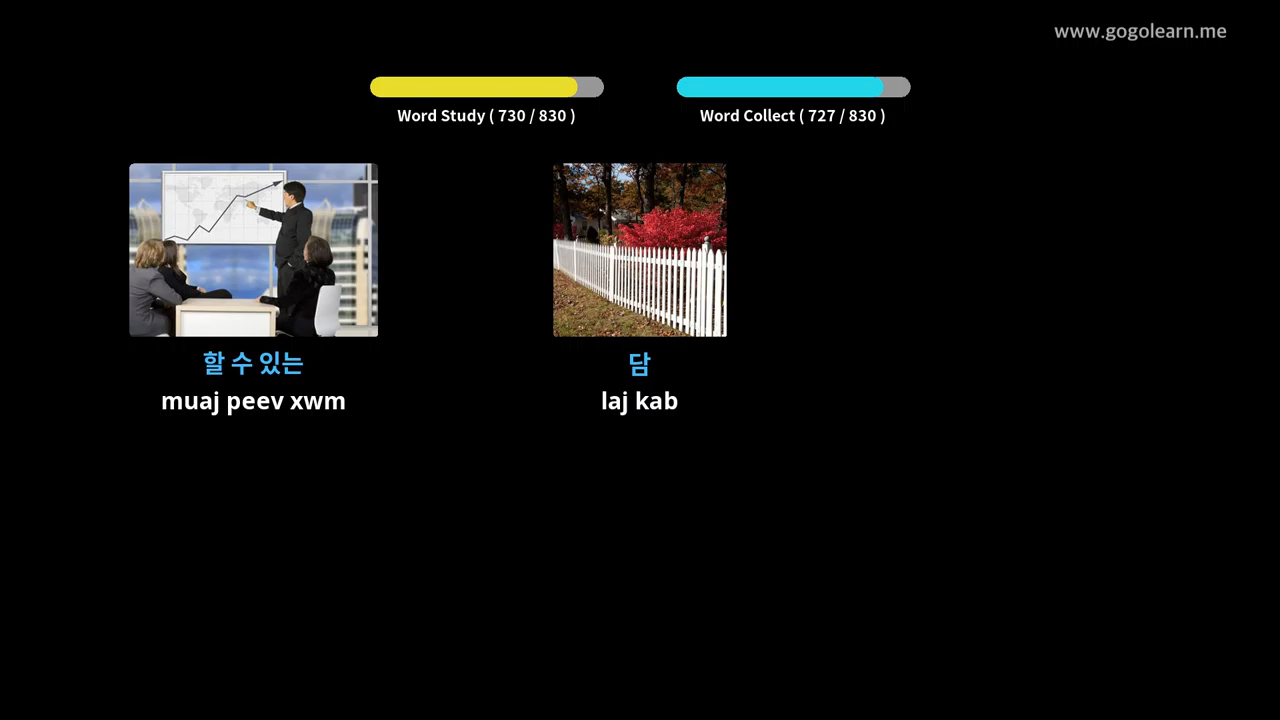 www.gogolearn.me
Word Study ( 730 / 830 )
Word Collect ( 727 / 830 )
할 수 있는
muaj peev xwm
담
laj kab